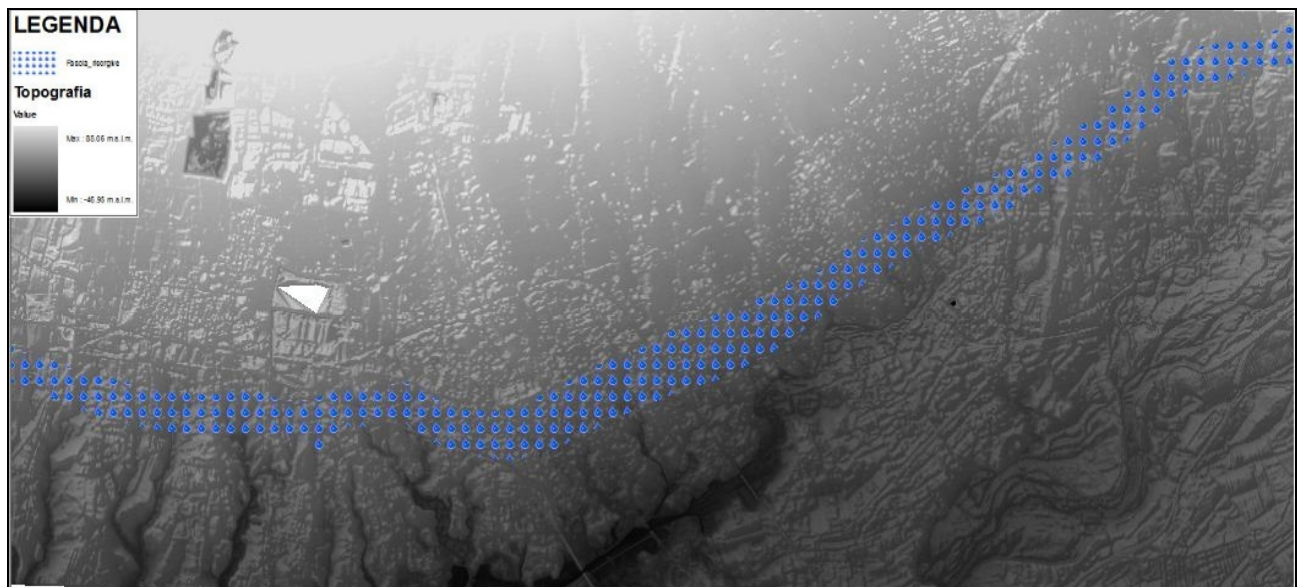 LEGENDA
Fascia_risorgive
Topografia
Value
Max : 85.06 m s.l.m.
Min : -46.95 m s.l.m.